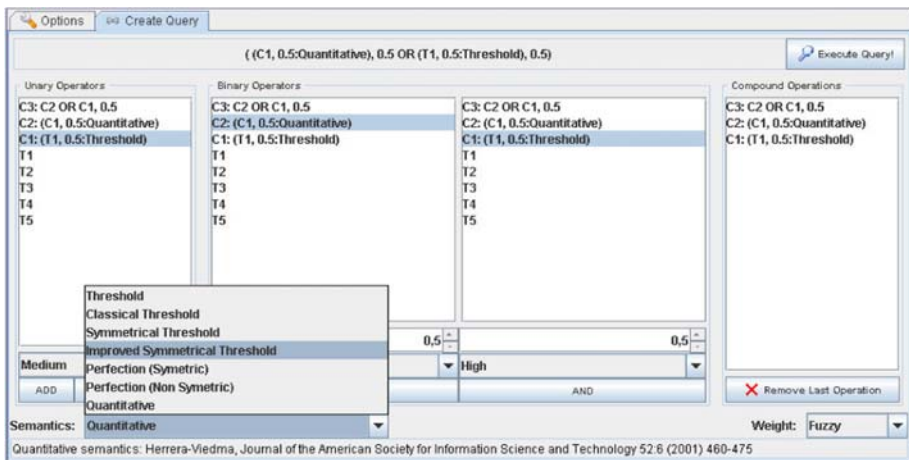 Options
Create Query
( (C1, 0.5:Quantitative), 0.5 OR (T1, 0.5:Threshold), 0.5)
Execute Query!
Unary Operators
C3: C2 OR C1, 0.5
C2: (C1, 0.5:Quantitative)
C1: (T1, 0.5:Threshold)
T1
T2
T3
T4
T5
Binary Operators
C3: C2 OR C1, 0.5
C2: (C1, 0.5:Quantitative)
C1: (T1, 0.5:Threshold)
T1
T2
T3
T4
T5
C3: C2 OR C1, 0.5
C2: (C1, 0.5:Quantitative)
C1: (T1, 0.5:Threshold)
T1
T2
T3
T4
T5
Compound Operations
C3: C2 OR C1, 0.5
C2: (C1, 0.5:Quantitative)
C1: (T1, 0.5:Threshold)
Threshold
Classical Threshold
Symmetrical Threshold
Improved Symmetrical Threshold
Perfection (Symetric)
Perfection (Non Symetric)
Quantitative
0,5
0,5
Medium
High
ADD
AND
Remove Last Operation
Semantics: Quantitative
Weight: Fuzzy
Quantitative semantics: Herrera-Viedma, Journal of the American Society for Information Science and Technology 52:6 (2001) 460-475